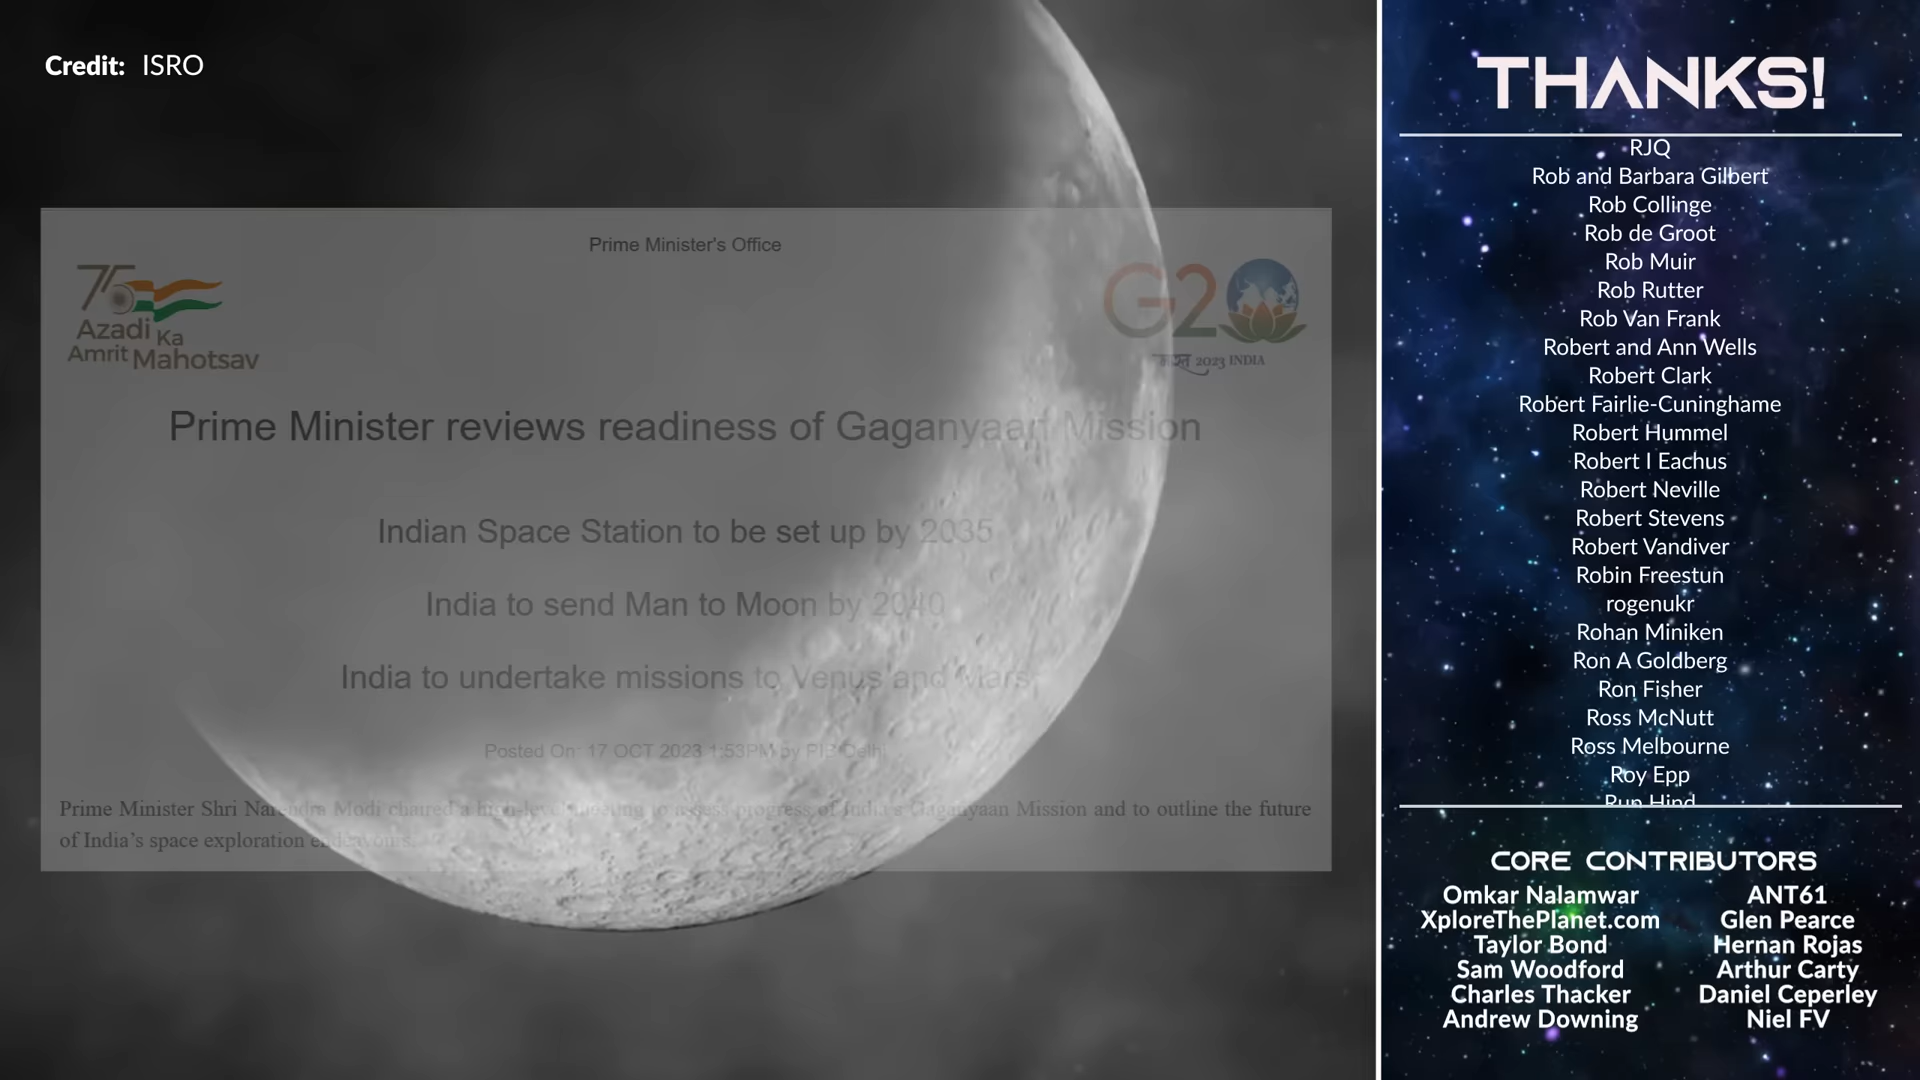 Credit: ISRO
Prime Minister's Office
75
Azadi Ka
Amrit Mahotsav
G20
2023 INDIA
Prime Minister reviews readiness of Gaganyaan Mission
Indian Space Station to be set up by 2035
India to send Man to Moon by 2040
India to undertake missions to Venus and Mars
Posted On: 17 OCT 2023 1:53PM by PIB Delhi
Prime Minister Shri Narendra Modi chaired a high-level meeting to assess progress of India's Gaganyaan Mission and to outline the future
of India's space exploration endeavours.
THANKS!
RJQ
Rob and Barbara Gilbert
Rob Collinge
Rob de Groot
Rob Muir
Rob Rutter
Rob Van Frank
Robert and Ann Wells
Robert Clark
Robert Fairlie-Cuninghame
Robert Hummel
Robert I Eachus
Robert Neville
Robert Stevens
Robert Vandiver
Robin Freestun
rogenukr
Rohan Miniken
Ron A Goldberg
Ron Fisher
Ross McNutt
Ross Melbourne
Roy Epp
CORE CONTRIBUTORS
Omkar Nalamwar
XploreThePlanet.com
Taylor Bond
Sam Woodford
Charles Thacker
Andrew Downing
ANT61
Glen Pearce
Hernan Rojas
Arthur Carty
Daniel Ceperley
Niel FV